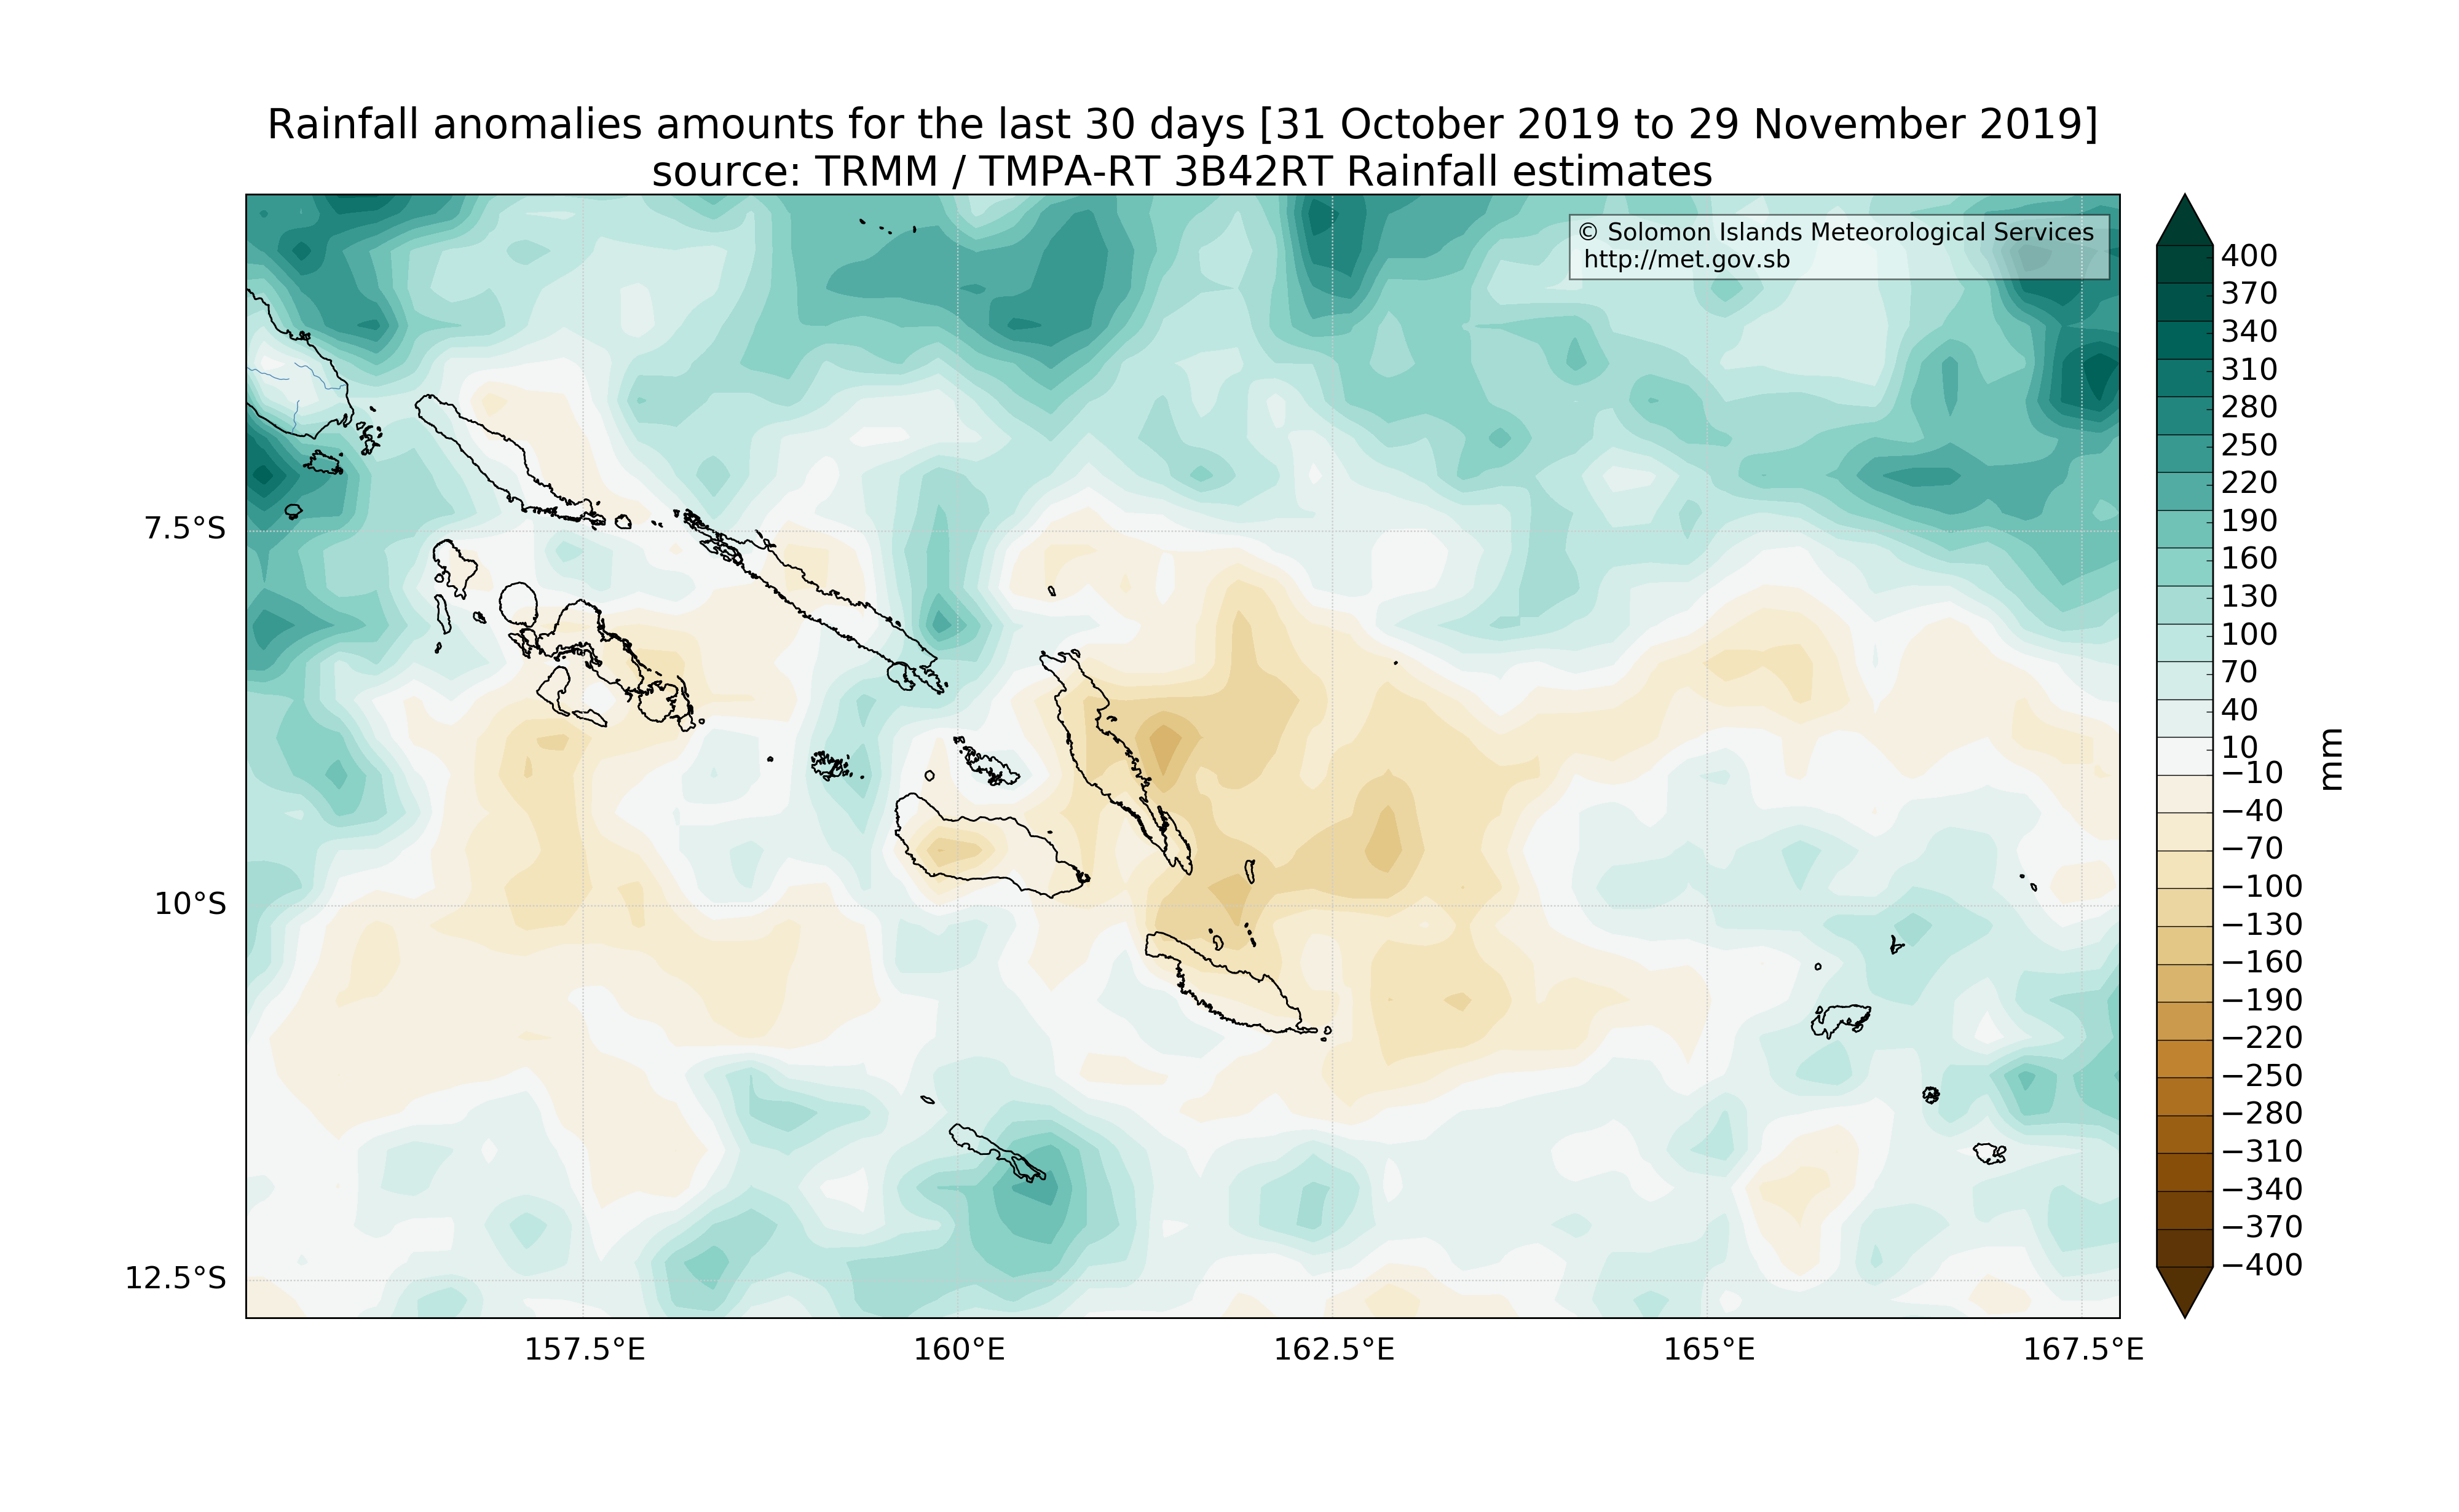 Rainfall anomalies amounts for the last 30 days [31 October 2019 to 29 November 2019]
source: TRMM / TMPA-RT 3B42RT Rainfall estimates
© Solomon Islands Meteorological Services
http://met.gov.sb
7.5°S
10°S
12.5°S
157.5°E
160°E
162.5°E
165°E
167.5°E
400
370
340
310
280
250
220
190
160
130
100
70
40
10
−10
−40
−70
−100
−130
−160
−190
−220
−250
−280
−310
−340
−370
−400
mm